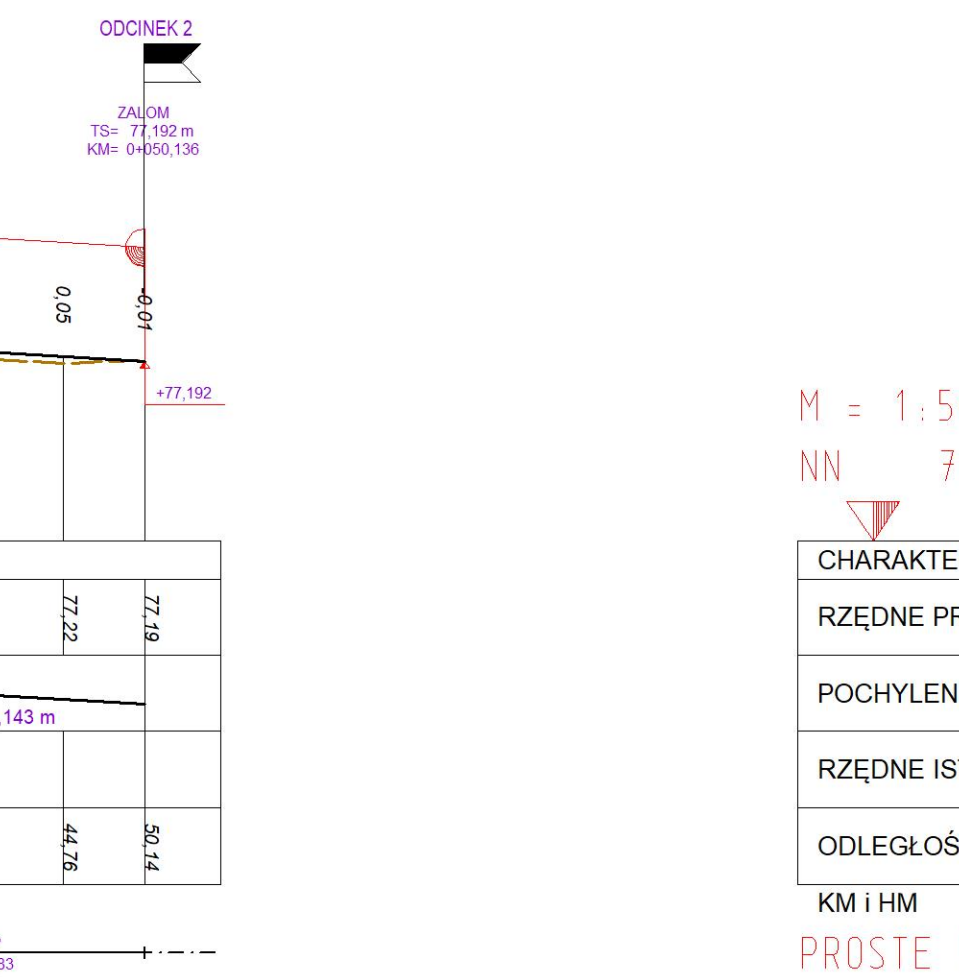 ODCINEK 2
ZALOM
TS= 77,192 m
KM= 0+050,136
0,05
-0,01
+77,192
77,22
77,19
,143 m
44,76
50,14
83
M = 1:5
NN 7
CHARAKTE
RZĘDNE PR
POCHYLEN
RZĘDNE IS
ODLEGŁOŚ
KM i HM
PROSTE